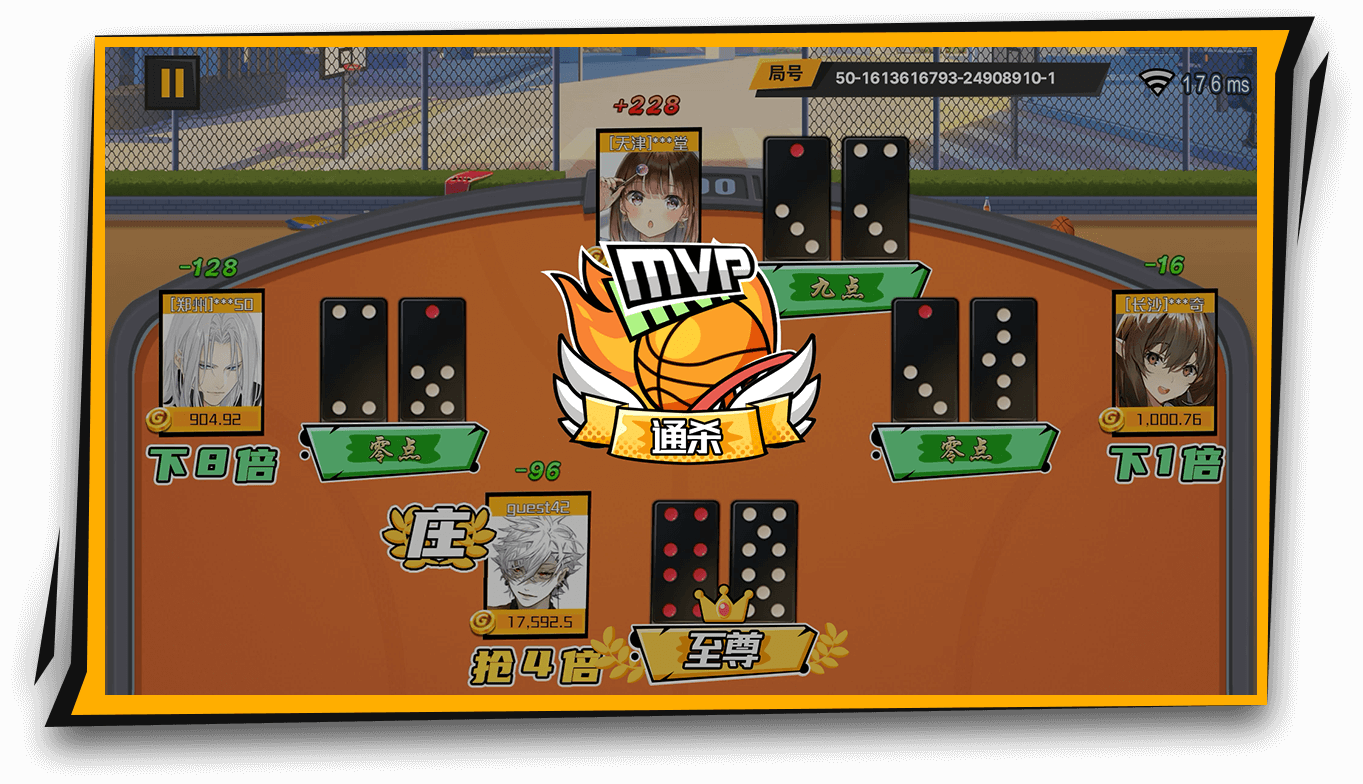 局号 50-1613616793-24908910-1
176ms
+228
[天津]***堂
九点
-128
[郑州]***50
904.92
下8倍
零点
MVP
通杀
零点
-16
[长沙]***奇
1,000.76
下1倍
-96
庄
guest42
17,592.5
抢4倍
至尊